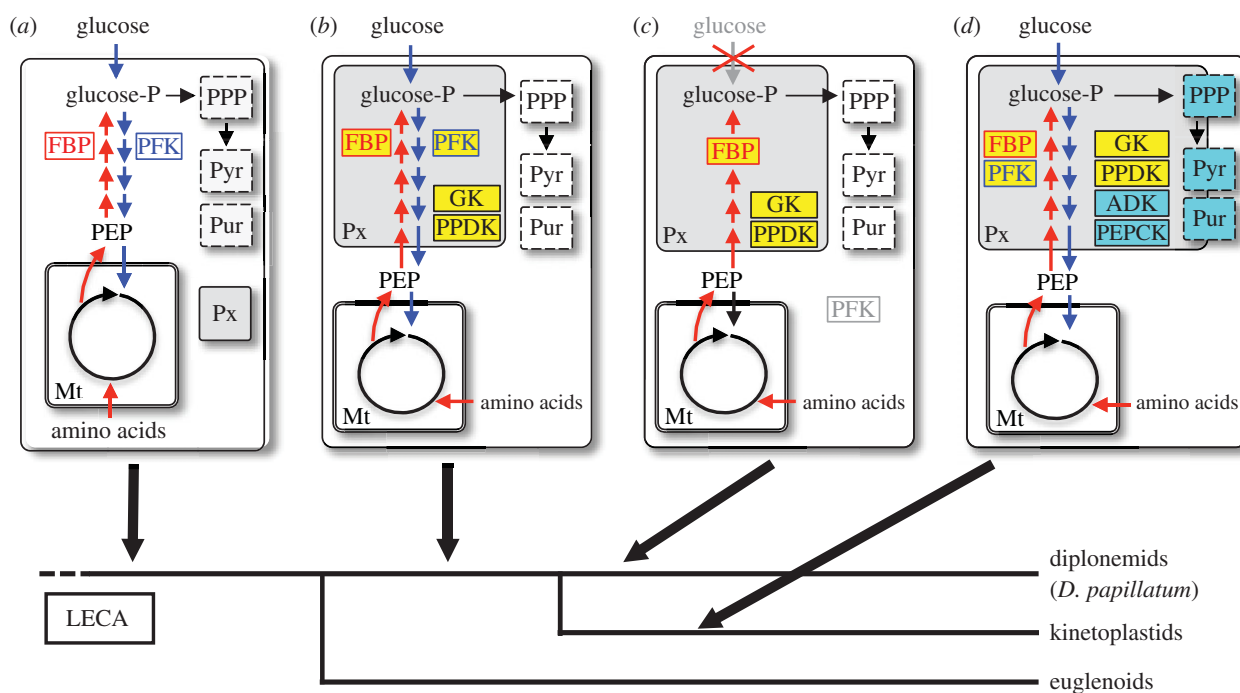 (a)
glucose
glucose-P
PPP
FBP
PFK
Pyr
PEP
Pur
Px
Mt
amino acids
(b)
glucose
glucose-P
PPP
FBP
PFK
Pyr
GK
PPDK
Pur
Px
PEP
Mt
amino acids
(c)
glucose
glucose-P
PPP
FBP
Pyr
GK
PPDK
Pur
Px
PEP
PFK
Mt
amino acids
(d)
glucose
glucose-P
PPP
FBP
GK
PFK
PPDK
Pyr
ADK
Pur
Px
PEPCK
PEP
Mt
amino acids
LECA
diplonemids
(D. papillatum)
kinetoplastids
euglenoids